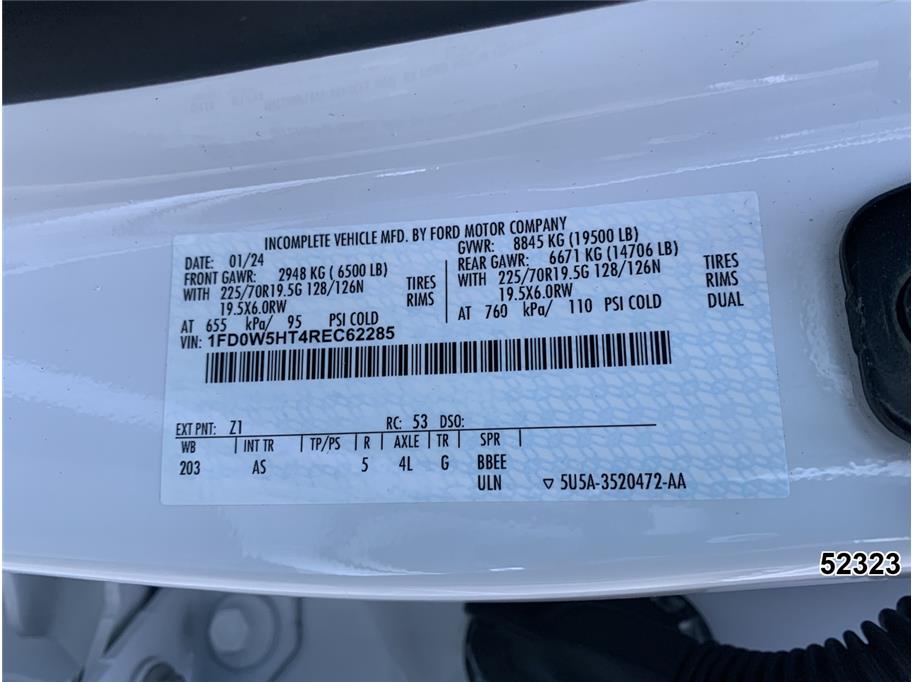 INCOMPLETE VEHICLE MFD. BY FORD MOTOR COMPANY
DATE: 01/24
FRONT GAWR: 2948 KG ( 6500 LB)
WITH 225/70R19.5G 128/126N TIRES
19.5X6.0RW RIMS
AT 655 kPa/ 95 PSI COLD
GVWR: 8845 KG (19500 LB)
REAR GAWR: 6671 KG (14706 LB)
WITH 225/70R19.5G 128/126N TIRES
19.5X6.0RW RIMS
AT 760 kPa/ 110 PSI COLD DUAL
VIN: 1FD0W5HT4REC62285
EXT PNT: Z1 RC: 53 DSO:
WB INT TR TP/PS R AXLE TR SPR
203 AS 5 4L G BBEE
ULN ▽ 5U5A-3520472-AA
52323